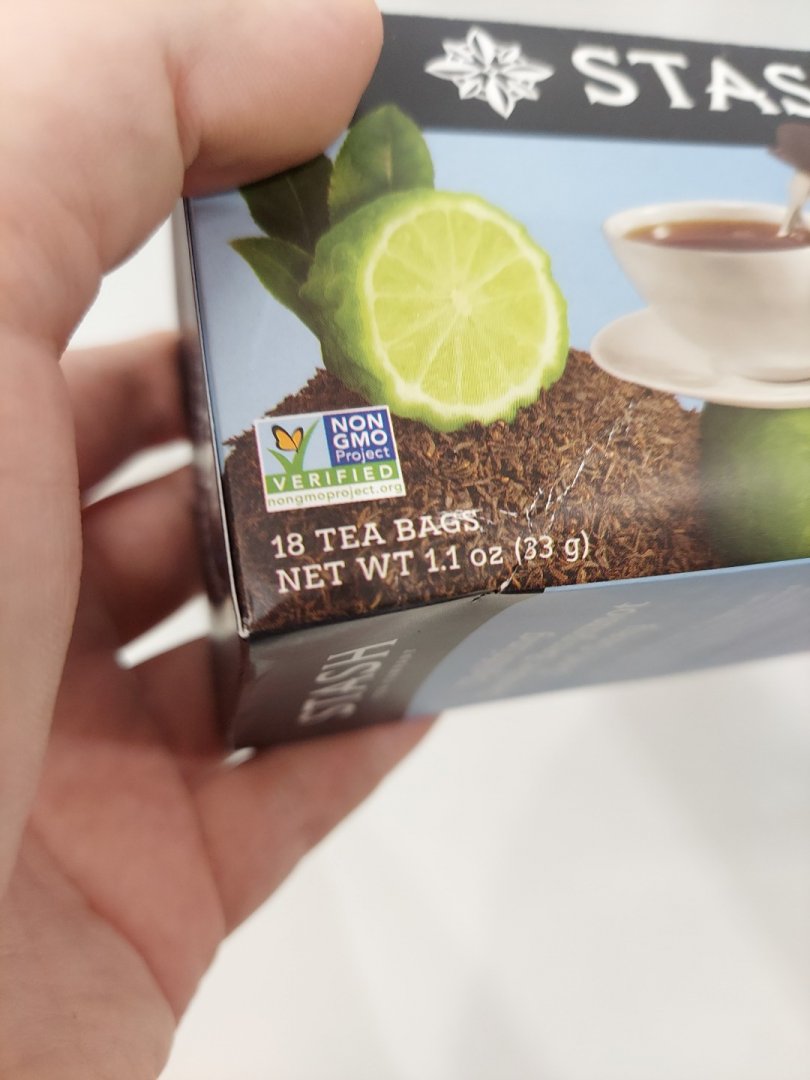 STAS
NON
GMO
Project
VERIFIED
nongmoproject.org
18 TEA BAGS
NET WT 1.1 oz (33 g)
STASH